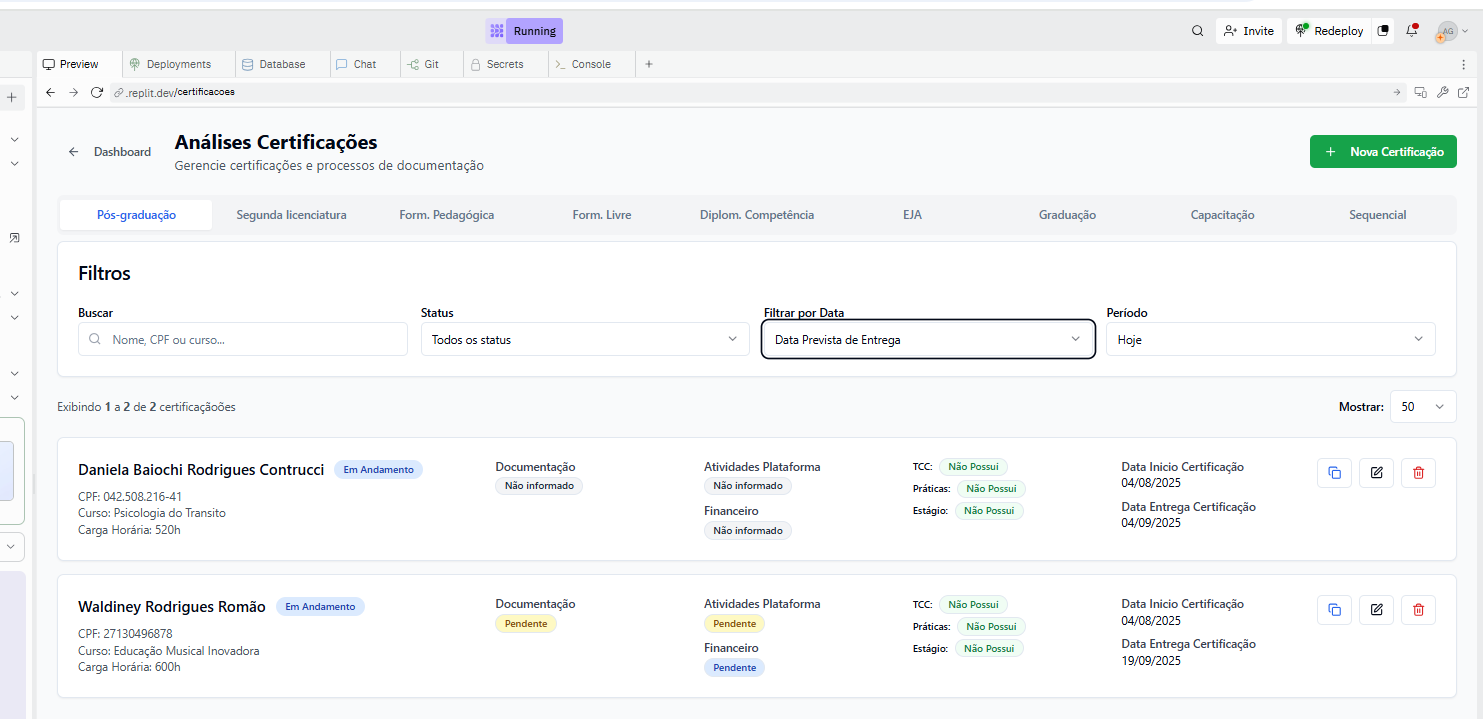 Running
Invite
Redeploy
AG
Preview
Deployments
Database
Chat
Git
Secrets
Console
.replit.dev/certificacoes
Dashboard
Análises Certificações
Gerencie certificações e processos de documentação
Nova Certificação
Pós-graduação
Segunda licenciatura
Form. Pedagógica
Form. Livre
Diplom. Competência
EJA
Graduação
Capacitação
Sequencial
Filtros
Buscar
Status
Filtrar por Data
Período
Nome, CPF ou curso...
Todos os status
Data Prevista de Entrega
Hoje
Exibindo 1 a 2 de 2 certificaçãoões
Mostrar: 50
Daniela Baiochi Rodrigues Contrucci Em Andamento
CPF: 042.508.216-41
Curso: Psicologia do Transito
Carga Horária: 520h
Documentação
Não informado
Atividades Plataforma
Não informado
Financeiro
Não informado
TCC: Não Possui
Práticas: Não Possui
Estágio: Não Possui
Data Inicio Certificação
04/08/2025
Data Entrega Certificação
04/09/2025
Waldiney Rodrigues Romão Em Andamento
CPF: 27130496878
Curso: Educação Musical Inovadora
Carga Horária: 600h
Documentação
Pendente
Atividades Plataforma
Pendente
Financeiro
Pendente
TCC: Não Possui
Práticas: Não Possui
Estágio: Não Possui
Data Inicio Certificação
04/08/2025
Data Entrega Certificação
19/09/2025